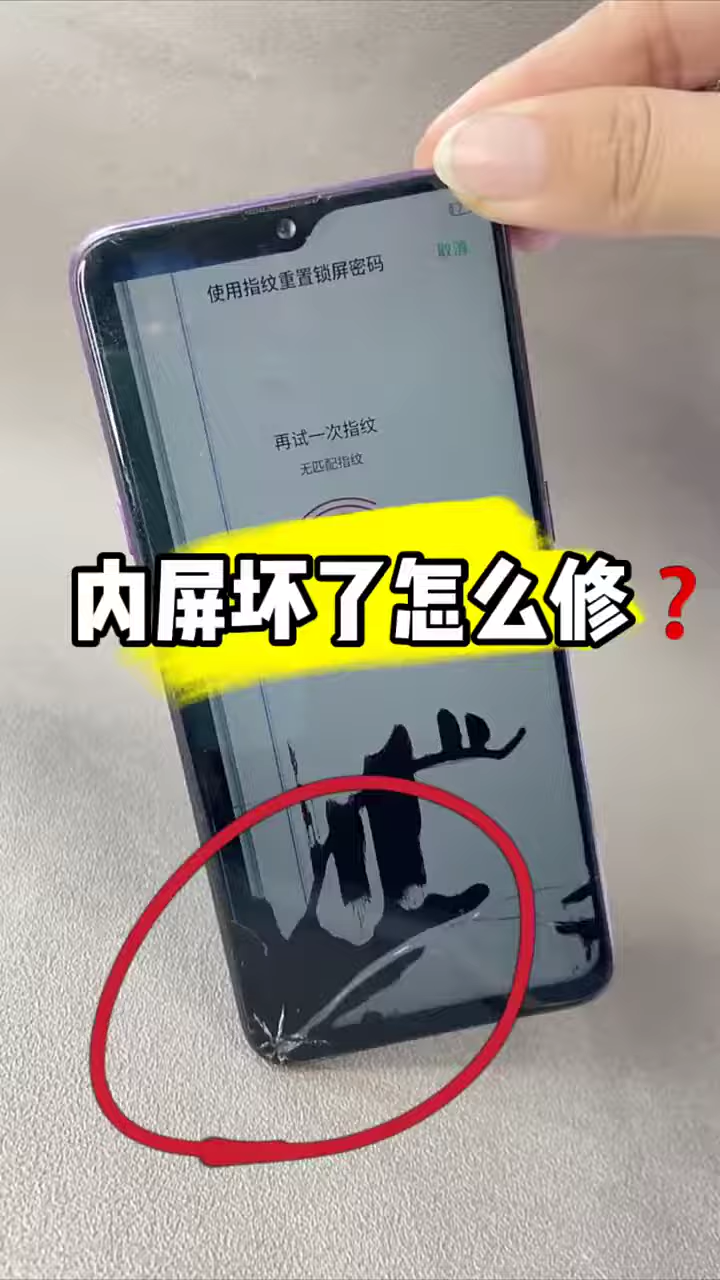 取消
使用指纹重置锁屏密码
再试一次指纹
无匹配指纹
内屏坏了怎么修❓